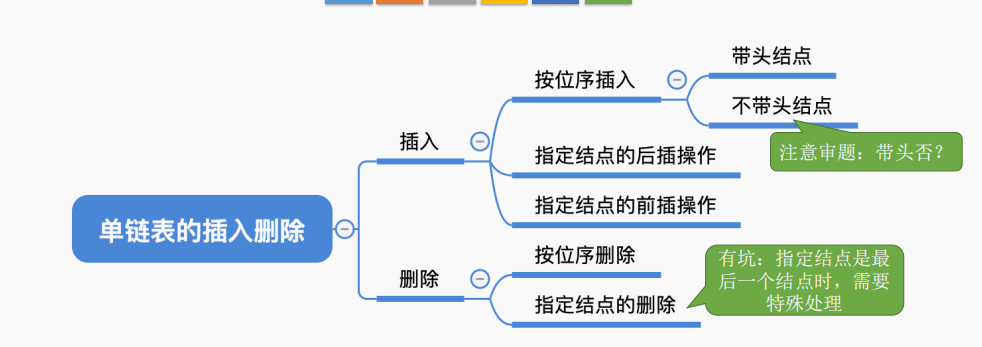 单链表的插入删除
插入
按位序插入
带头结点
不带头结点
注意审题：带头否？
指定结点的后插操作
指定结点的前插操作
删除
按位序删除
指定结点的删除
有坑：指定结点是最
后一个结点时，需要
特殊处理